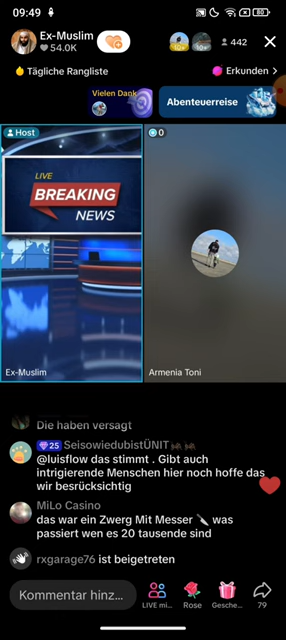 09:49
80
Ex-Muslim
54.0K
10+
10+
442
Tägliche Rangliste
Erkunden >
Vielen Dank
Abenteuerreise
Host
0
LIVE
BREAKING
NEWS
Ex-Muslim
Armenia Toni
Die haben versagt
25 SeisowiedubistÜNIT
@luisflow das stimmt . Gibt auch
intrigierende Menschen hier noch hoffe das
wir besrücksichtig
MiLo Casino
das war ein Zwerg Mit Messer 🔪 was
passiert wen es 20 tausende sind
rxgarage76 ist beigetreten
Kommentar hinz...
LIVE mi...
Rose
Gesche...
79